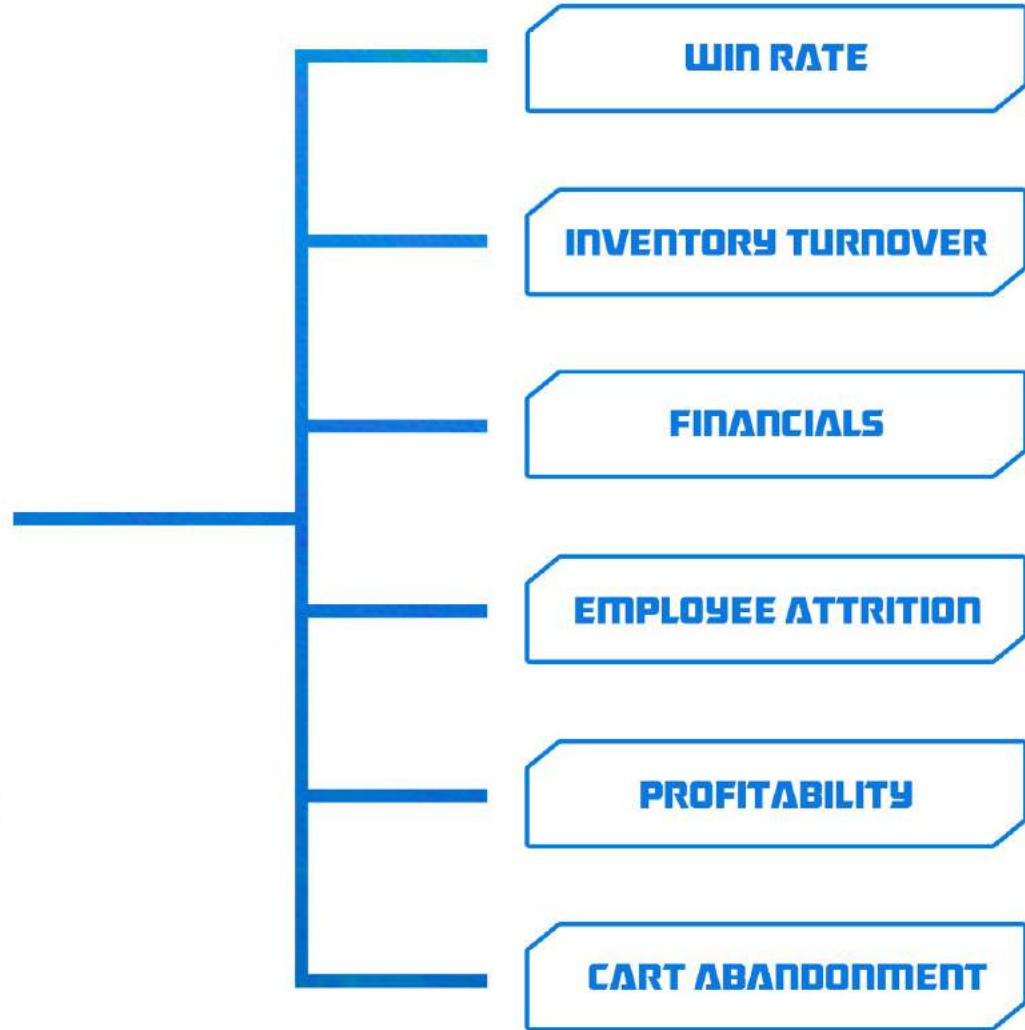 WIN RATE
INVENTORY TURNOVER
FINANCIALS
EMPLOYEE ATTRITION
PROFITABILITY
CART ABANDONMENT